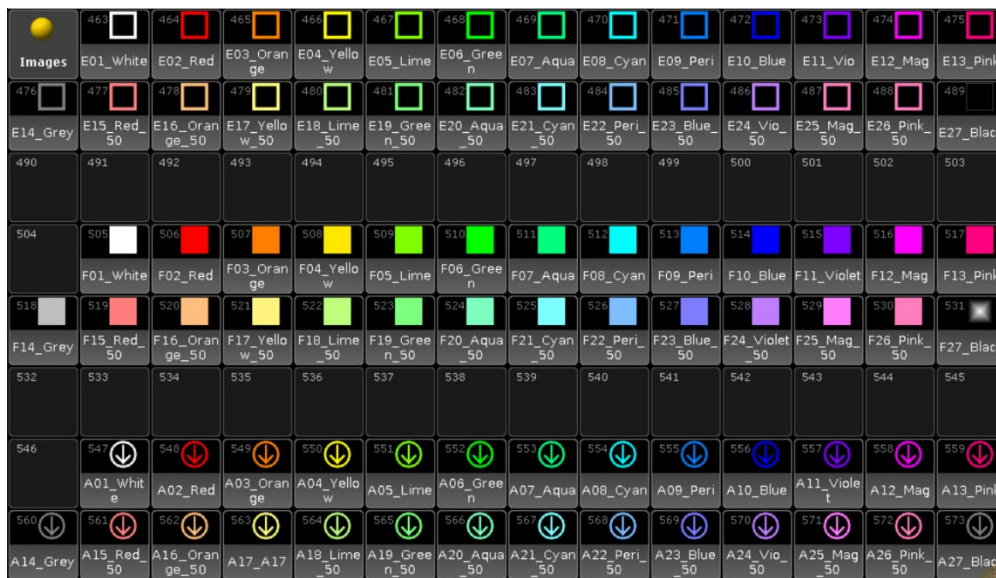 463 464 465 466 467 468 469 470 471 472 473 474 475
Images E01_White E02_Red E03_Oran E04_Yello E05_Lime E06_Gree E07_Aqua E08_Cyan E09_Peri E10_Blue E11_Vio E12_Mag E13_Pink
ge w n
476 477 478 479 480 481 482 483 484 485 486 487 488 489
E14_Grey E15_Red_ E16_Oran E17_Yello E18_Lime E19_Gree E20_Aqua E21_Cyan E22_Peri_ E23_Blue_ E24_Vio_ E25_Mag_ E26_Pink_ E27_Blac
50 ge_50 w_50 _50 n_50 _50 _50 50 50 50 50 50
490 491 492 493 494 495 496 497 498 499 500 501 502 503
504 505 506 507 508 509 510 511 512 513 514 515 516 517
F01_White F02_Red F03_Oran F04_Yello F05_Lime F06_Gree F07_Aqua F08_Cyan F09_Peri F10_Blue F11_Violet F12_Mag F13_Pink
ge w n
518 519 520 521 522 523 524 525 526 527 528 529 530 531
F14_Grey F15_Red_ F16_Oran F17_Yello F18_Lime F19_Gree F20_Aqua F21_Cyan F22_Peri_ F23_Blue_ F24_Violet F25_Mag_ F26_Pink_ F27_Blac
50 ge_50 w_50 _50 n_50 _50 _50 50 50 _50 50 50
532 533 534 535 536 537 538 539 540 541 542 543 544 545
546 547 548 549 550 551 552 553 554 555 556 557 558 559
A01_Whit A02_Red A03_Oran A04_Yello A05_Lime A06_Gree A07_Aqua A08_Cyan A09_Peri A10_Blue A11_Viole A12_Mag A13_Pink
e ge w n t
560 561 562 563 564 565 566 567 568 569 570 571 572 573
A14_Grey A15_Red_ A16_Oran A17_A17 A18_Lime A19_Gree A20_Aqua A21_Cyan A22_Peri_ A23_Blue A24_Vio_ A25_Mag A26_Pink_ A27_Blac
50 ge_50 _50 n_50 _50 _50 50 _50 50 _50 50